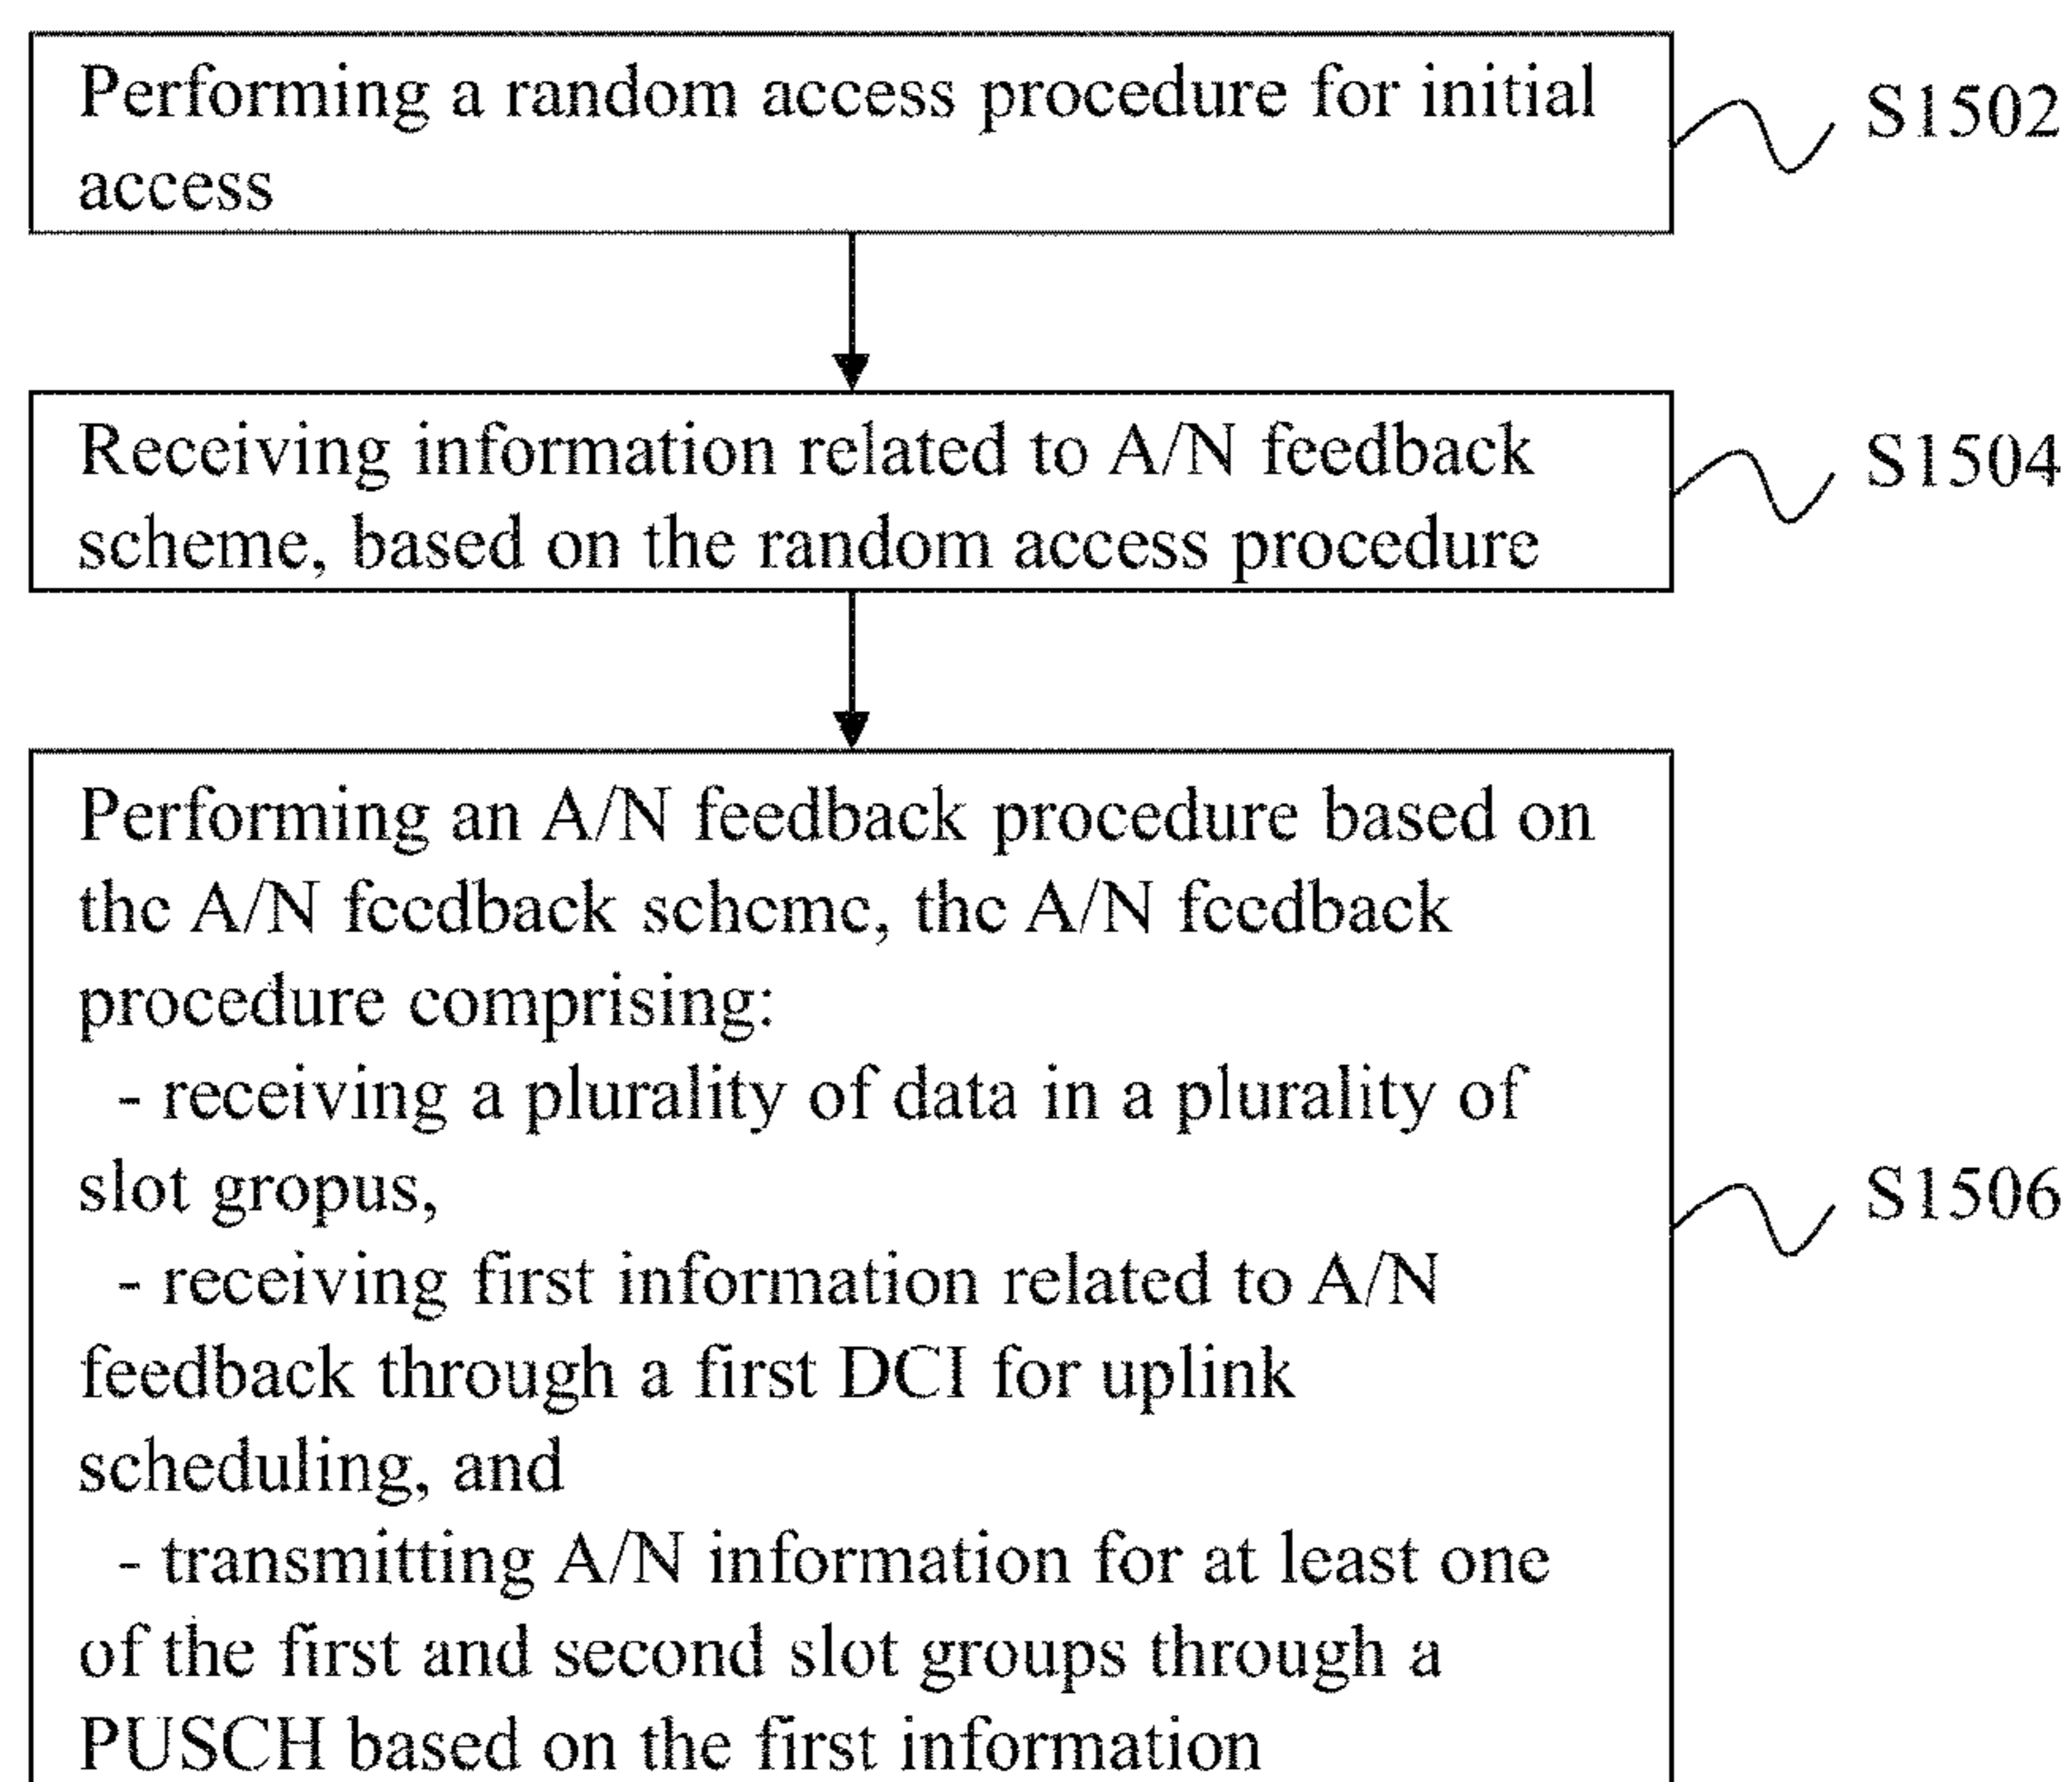 Performing a random access procedure for initial
access
S1502
Receiving information related to A/N feedback
scheme, based on the random access procedure
S1504
Performing an A/N feedback procedure based on
the A/N feedback scheme, the A/N feedback
procedure comprising:
- receiving a plurality of data in a plurality of
slot gropus,
- receiving first information related to A/N
feedback through a first DCI for uplink
scheduling, and
- transmitting A/N information for at least one
of the first and second slot groups through a
PUSCH based on the first information
S1506